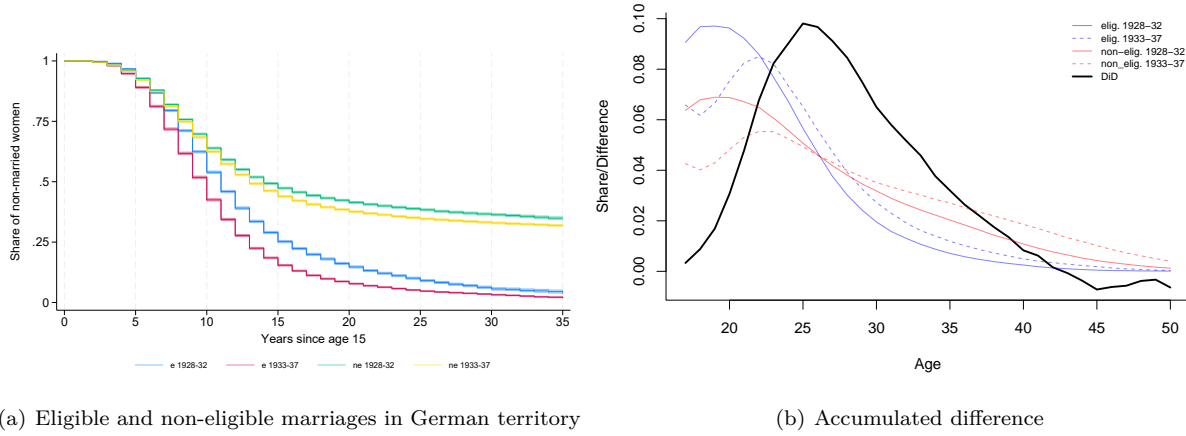 Share of non-married women
1
.75
.5
.25
0
0 5 10 15 20 25 30 35
Years since age 15
e 1928-32 e 1933-37 ne 1928-32 ne 1933-37
(a) Eligible and non-eligible marriages in German territory
Share/Difference
0.10
0.08
0.06
0.04
0.02
0.00
elig. 1928−32
elig. 1933−37
non−elig. 1928−32
non_elig. 1933−37
DiD
20 25 30 35 40 45 50
Age
(b) Accumulated difference